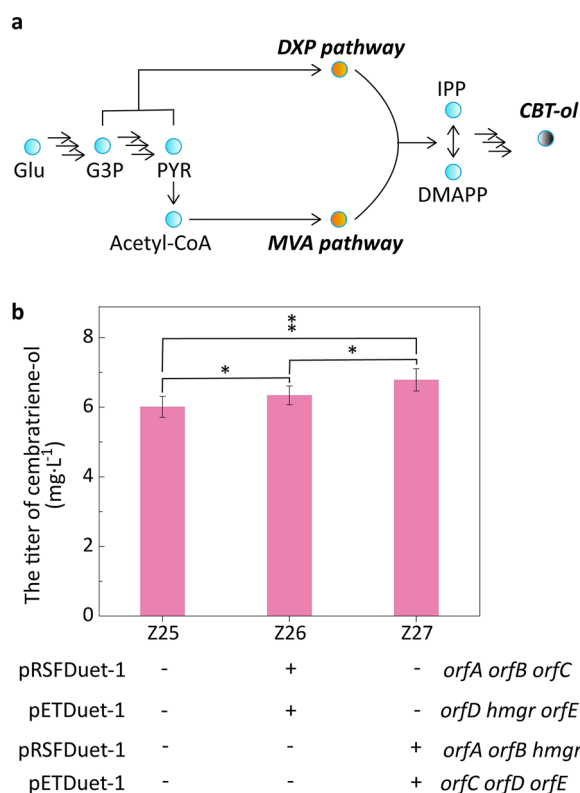 a
DXP pathway
IPP
CBT-ol
Glu
G3P
PYR
DMAPP
Acetyl-CoA
MVA pathway
b
The titer of cembratriene-ol
(mg·L-1)
8
6
4
2
0
*
*
*
*
Z25
Z26
Z27
pRSFDuet-1 - + - orfA orfB orfC
pETDuet-1 - + - orfD hmgr orfE
pRSFDuet-1 - - + orfA orfB hmgr
pETDuet-1 - - + orfC orfD orfE